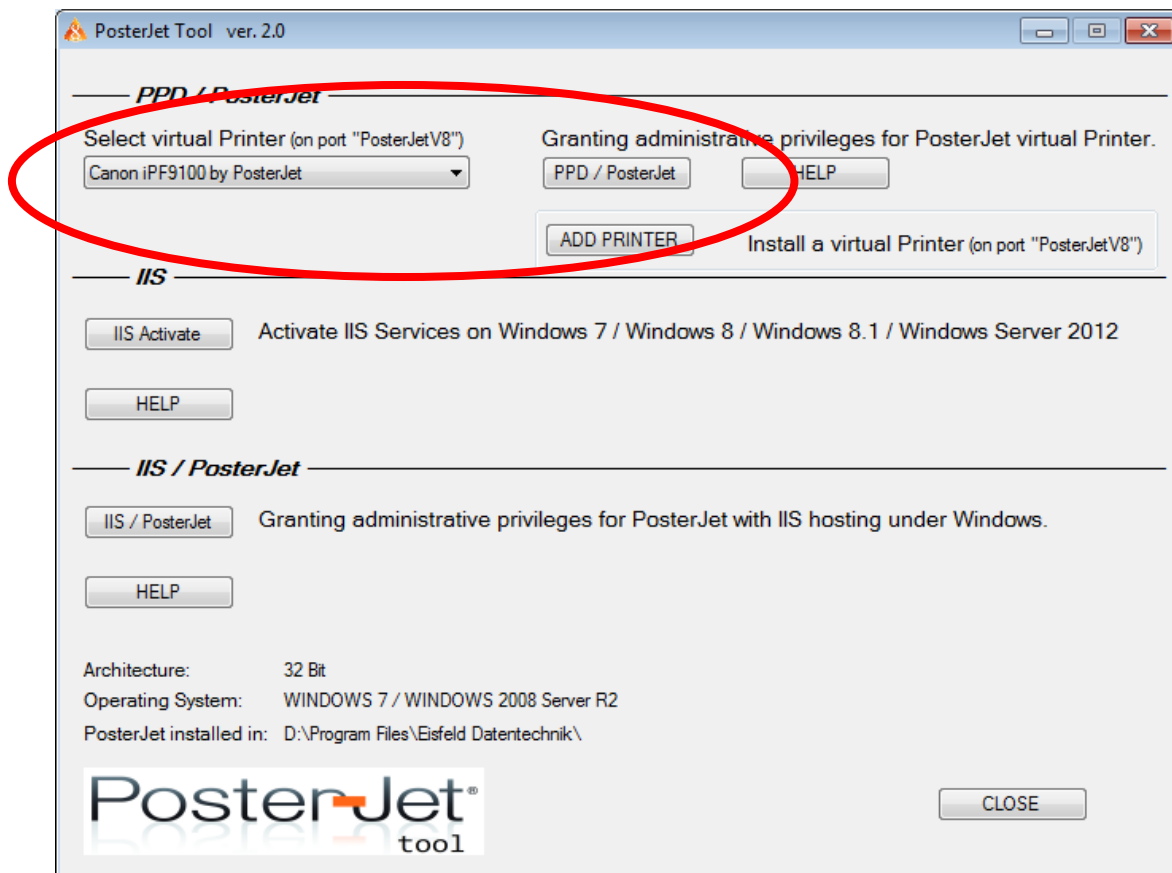 PosterJet Tool ver. 2.0
PPD / PosterJet
Select virtual Printer (on port "PosterJetV8")
Granting administrative privileges for PosterJet virtual Printer.
Canon iPF9100 by PosterJet
PPD / PosterJet
HELP
ADD PRINTER
Install a virtual Printer (on port "PosterJetV8")
IIS
IIS Activate
Activate IIS Services on Windows 7 / Windows 8 / Windows 8.1 / Windows Server 2012
HELP
IIS / PosterJet
IIS / PosterJet
Granting administrative privileges for PosterJet with IIS hosting under Windows.
HELP
Architecture: 32 Bit
Operating System: WINDOWS 7 / WINDOWS 2008 Server R2
PosterJet installed in: D:\Program Files\Eisfeld Datentechnik\
Poster-Jet®
tool
CLOSE